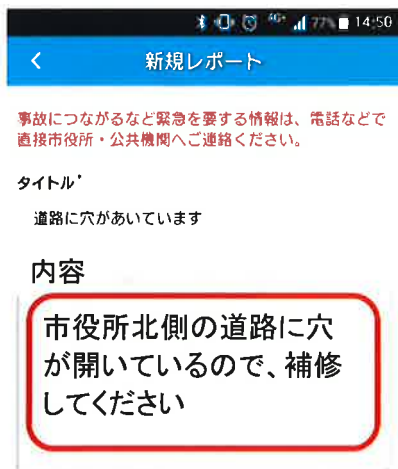 4G 77% 14:50
新規レポート
事故につながるなど緊急を要する情報は、電話などで
直接市役所・公共機関へご連絡ください。
タイトル*
道路に穴があいています
内容
市役所北側の道路に穴
が開いているので、補修
してください